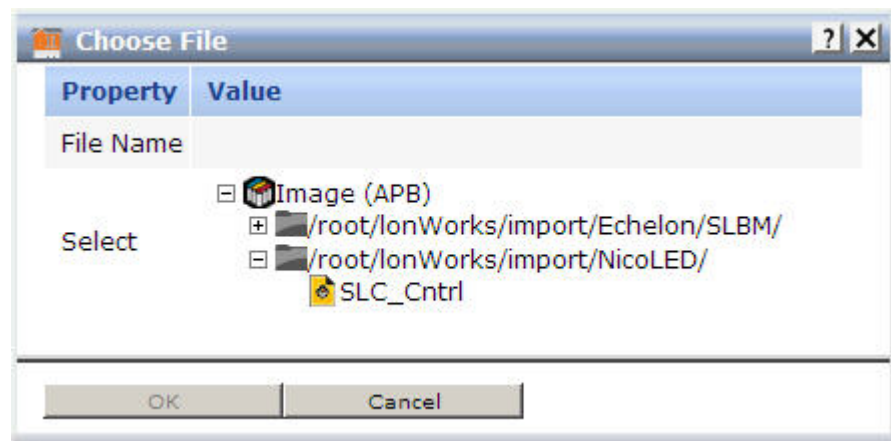 Choose File
? X
Property Value
File Name
Image (APB)
/root/lonWorks/import/Echelon/SLBM/
Select
/root/lonWorks/import/NicoLED/
SLC_Cntrl
OK Cancel